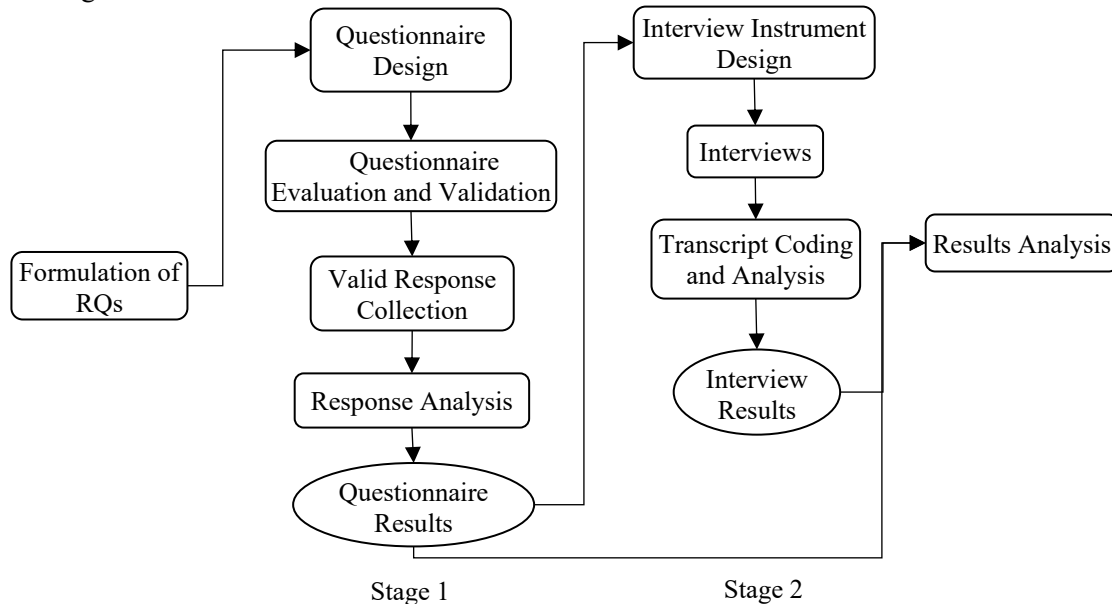 Formulation of
RQs
Questionnaire
Design
Questionnaire
Evaluation and Validation
Valid Response
Collection
Response Analysis
Questionnaire
Results
Stage 1
Interview Instrument
Design
Interviews
Transcript Coding
and Analysis
Interview
Results
Stage 2
Results Analysis